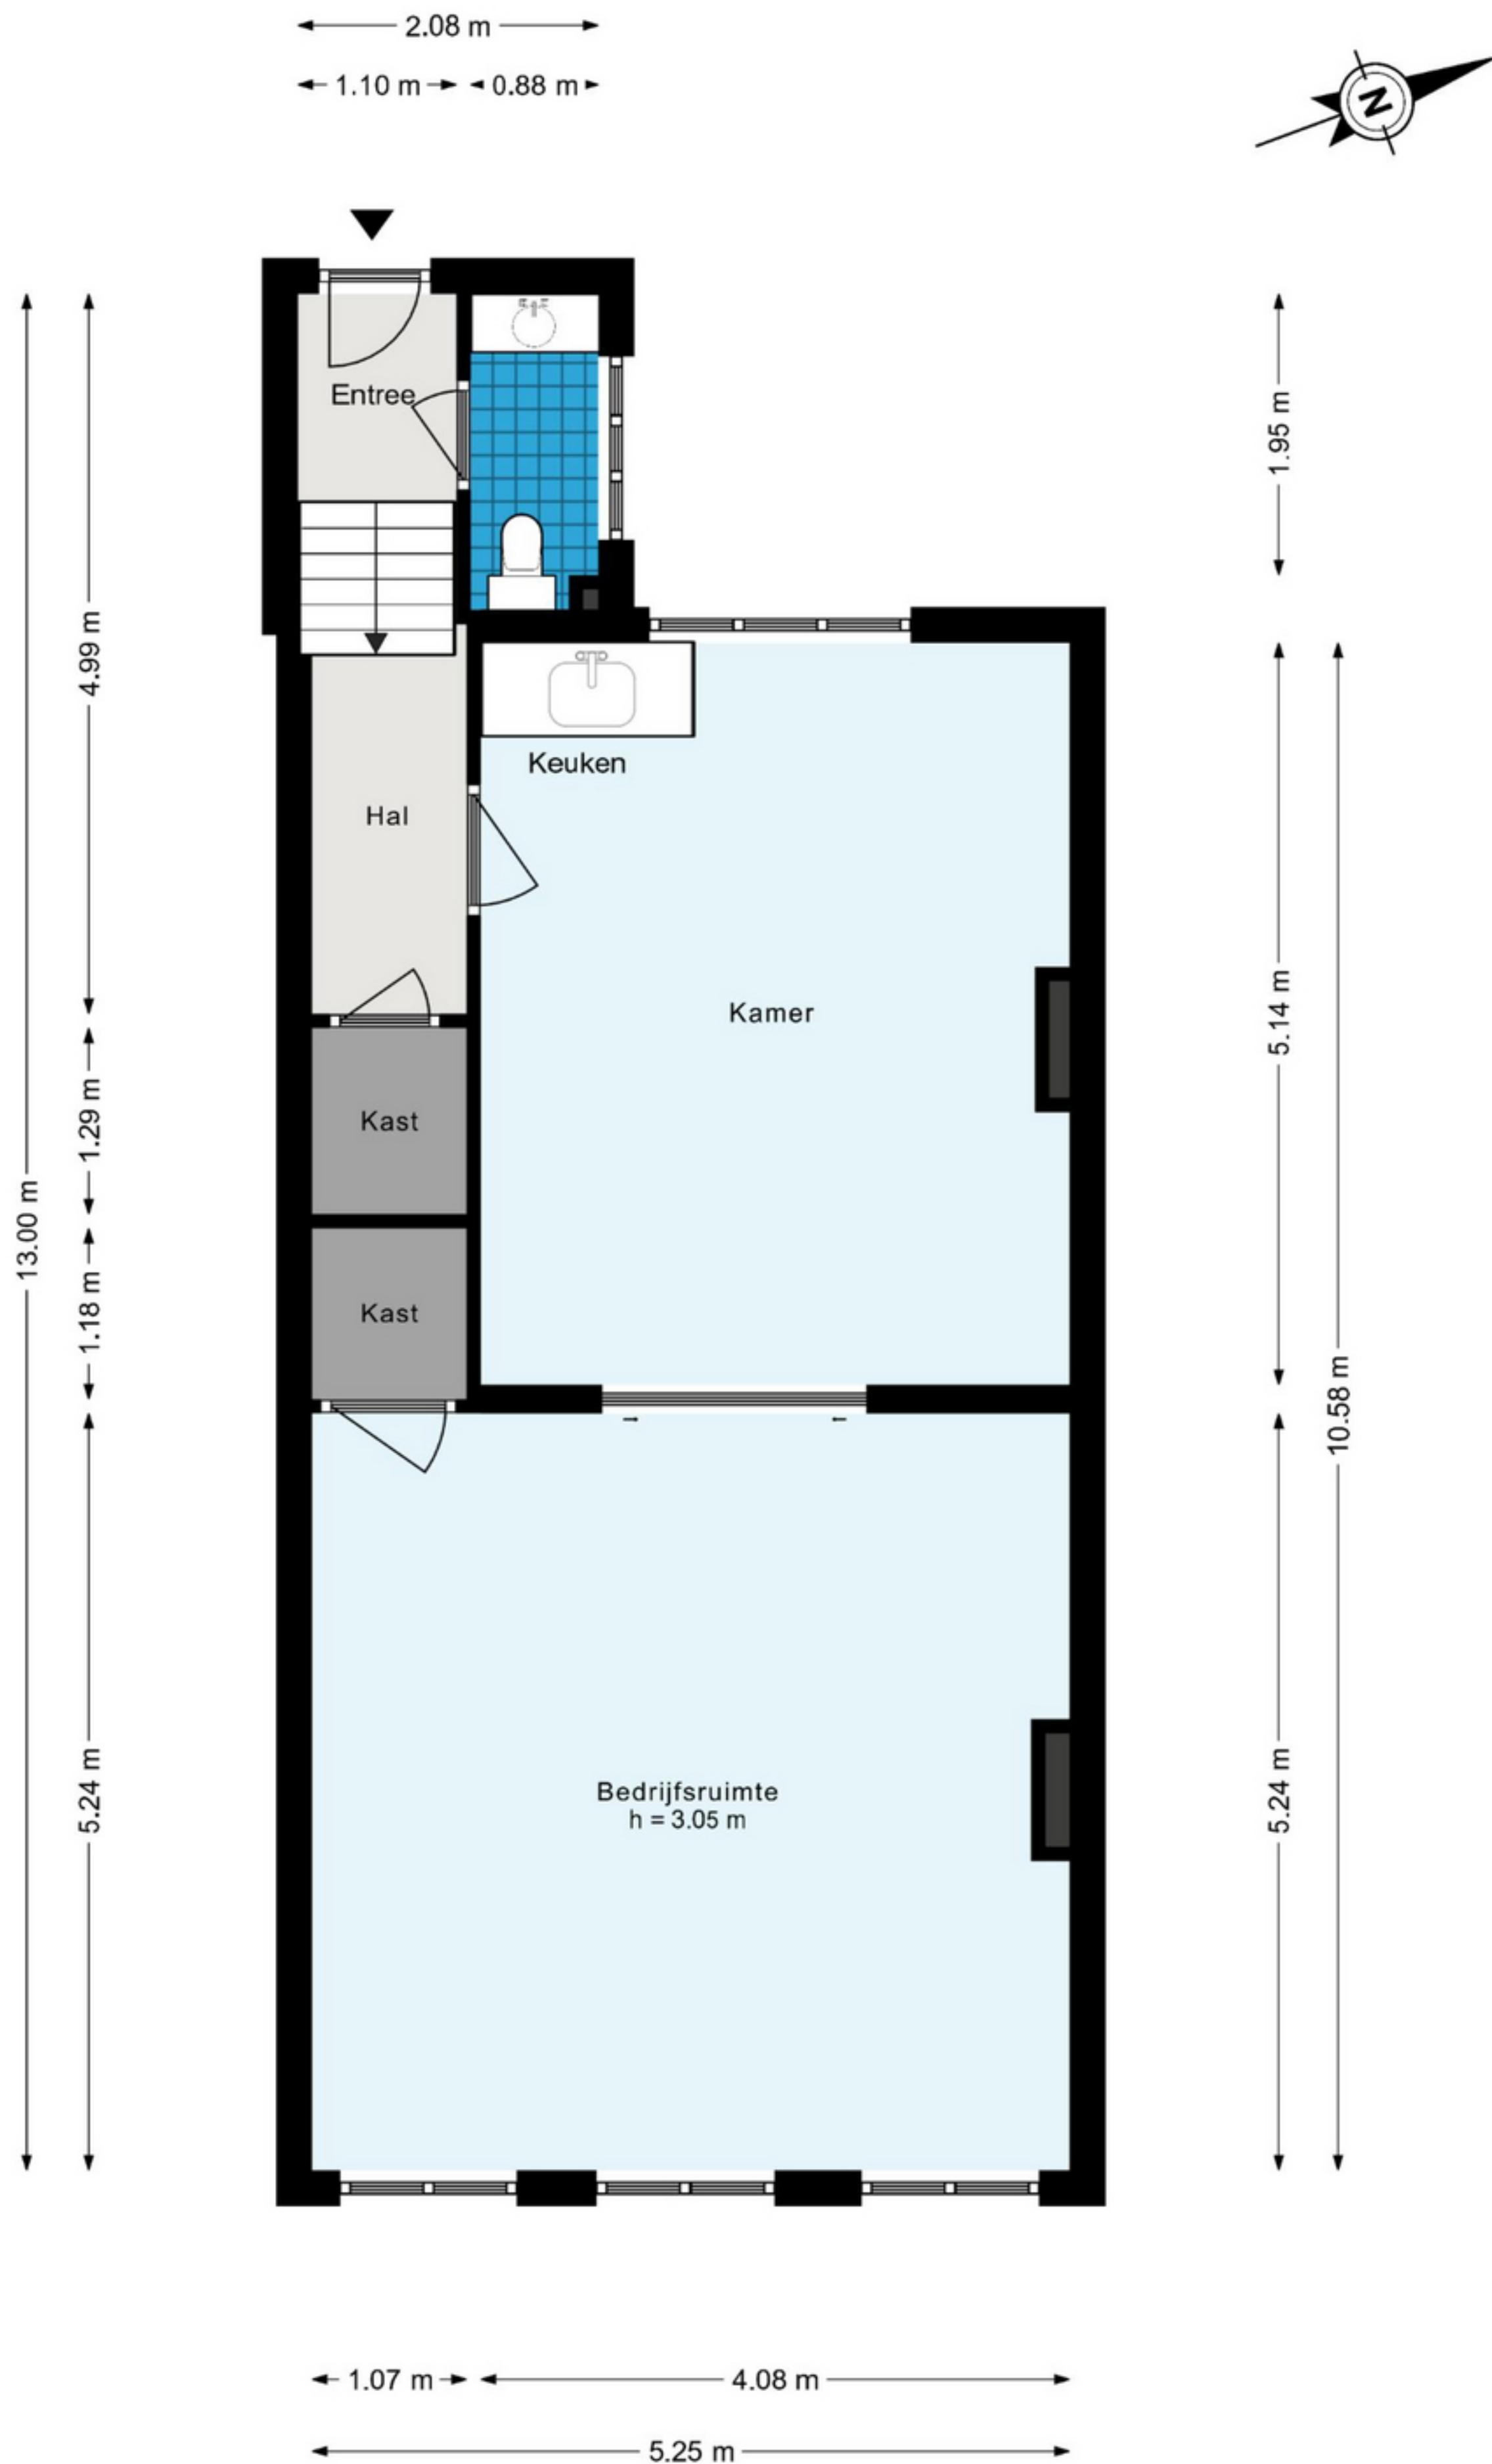 2.08 m
1.10 m
0.88 m
N
Entree
1.95 m
4.99 m
Keuken
Hal
Kamer
5.14 m
Kast
1.29 m
13.00 m
Kast
1.18 m
10.58 m
Bedrijfsruimte
h = 3.05 m
5.24 m
5.24 m
1.07 m
4.08 m
5.25 m